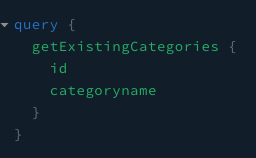 query {
getExistingCategories {
id
categoryname
}
}